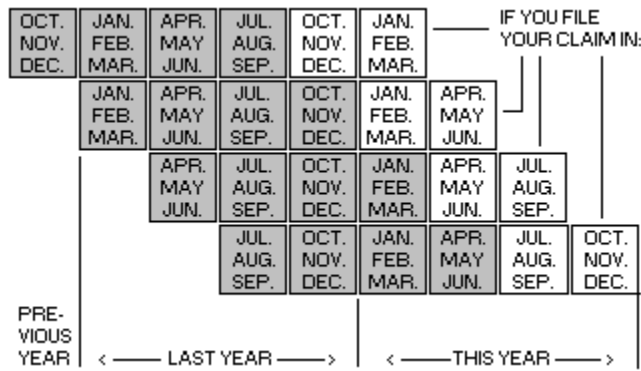 OCT. JAN. APR. JUL. OCT. JAN. IF YOU FILE
NOV. FEB. MAY AUG. NOV. FEB. YOUR CLAIM IN:
DEC. MAR. JUN. SEP. DEC. MAR.
JAN. APR. JUL. OCT. JAN. APR.
FEB. MAY AUG. NOV. FEB. MAY
MAR. JUN. SEP. DEC. MAR. JUN.
APR. JUL. OCT. JAN. APR. JUL.
MAY AUG. NOV. FEB. MAY AUG.
JUN. SEP. DEC. MAR. JUN. SEP.
JUL. OCT. JAN. APR. JUL. OCT.
AUG. NOV. FEB. MAY AUG. NOV.
SEP. DEC. MAR. JUN. SEP. DEC.
PRE-
VIOUS
YEAR < LAST YEAR > < THIS YEAR >